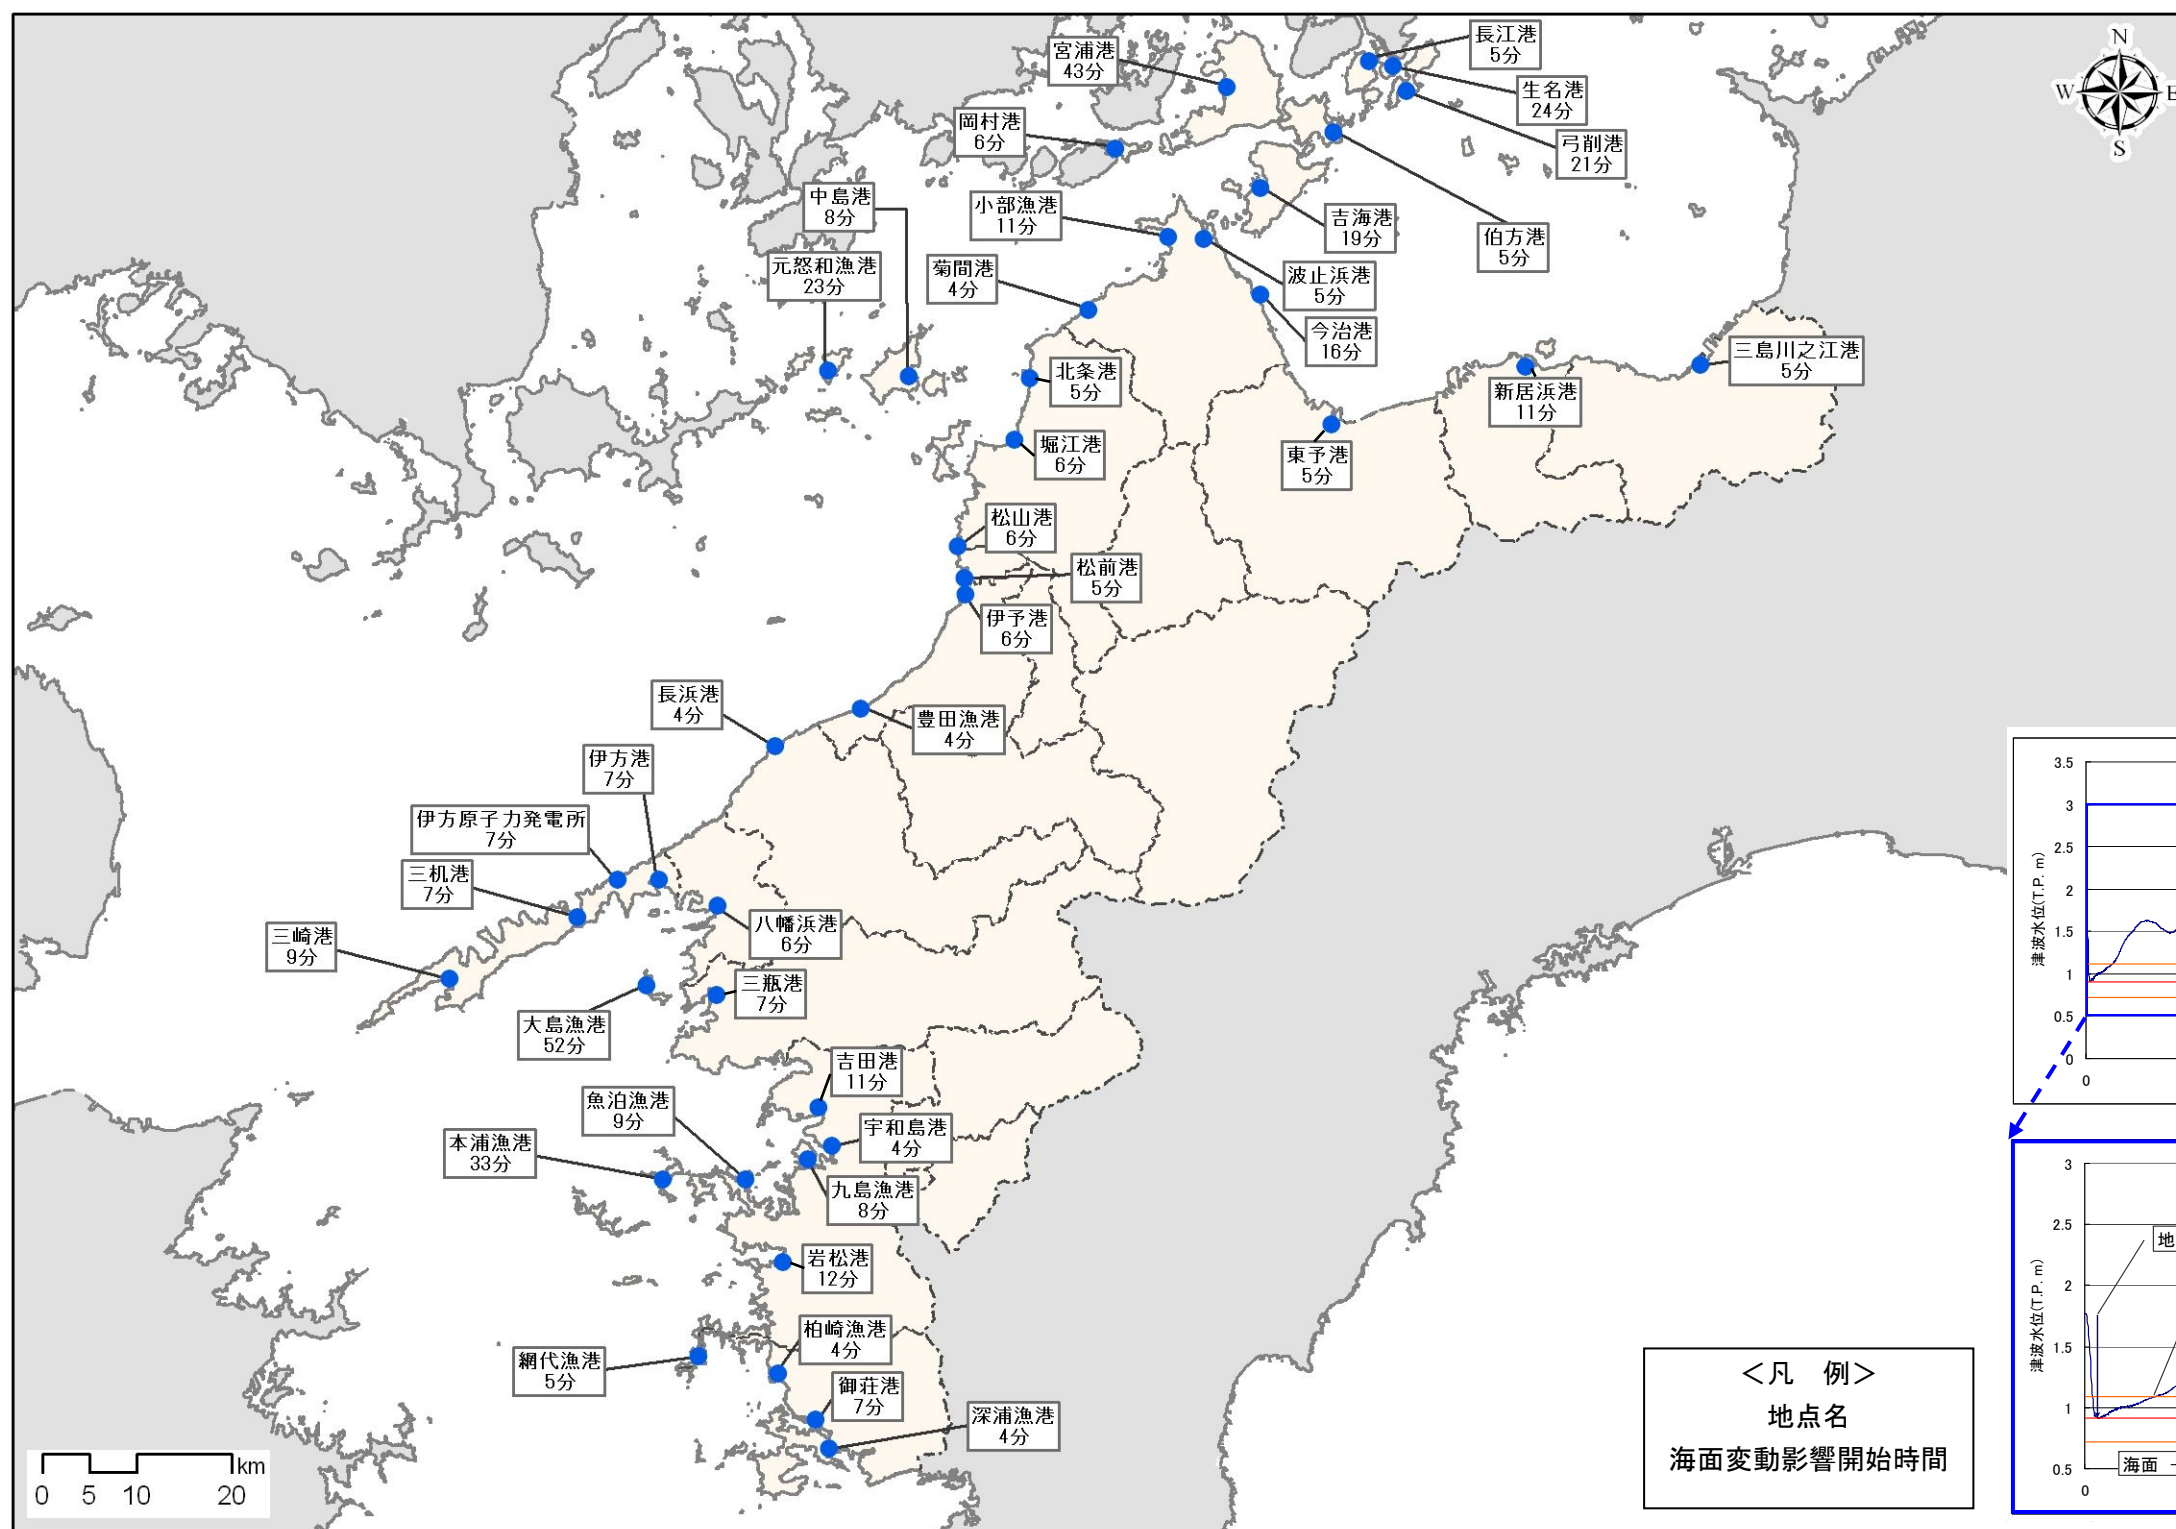 宮浦港
43分
長江港
5分
生名港
24分
弓削港
21分
岡村港
6分
中島港
8分
小部漁港
11分
吉海港
19分
伯方港
5分
元怒和漁港
23分
菊間港
4分
波止浜港
5分
今治港
16分
三島川之江港
5分
北条港
5分
新居浜港
11分
堀江港
6分
東予港
5分
松山港
6分
松前港
5分
伊予港
6分
長浜港
4分
豊田漁港
4分
伊方港
7分
伊方原子力発電所
7分
三机港
7分
三崎港
9分
八幡浜港
6分
三瓶港
7分
大島漁港
52分
吉田港
11分
魚泊漁港
9分
宇和島港
4分
本浦漁港
33分
九島漁港
8分
岩松港
12分
柏崎漁港
4分
網代漁港
5分
御荘港
7分
深浦漁港
4分
N
W
E
S
km
0 5 10 20
＜凡 例＞
地点名
海面変動影響開始時間
津波水位(T.P. m)
3.5
3
2.5
2
1.5
1
0.5
0
0
津波水位(T.P. m)
3
2.5
2
1.5
1
0.5
0
地
海面